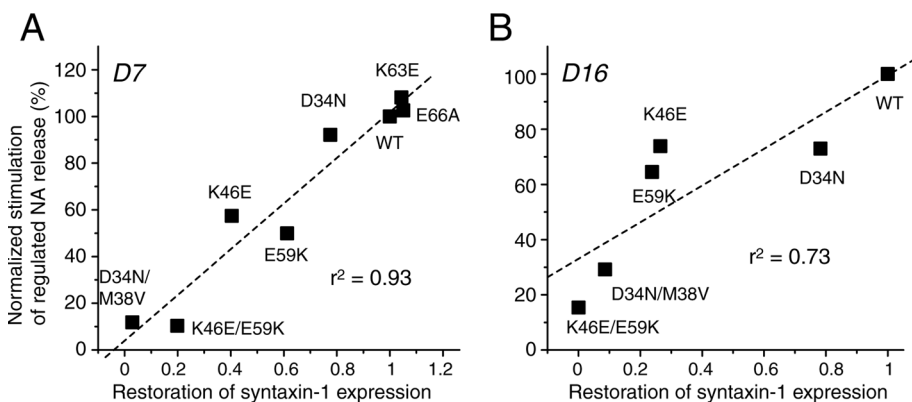 A
B
D7
D16
Normalized stimulation
of regulated NA release (%)
120
100
80
60
40
20
0
K63E
D34N
E66A
WT
K46E
E59K
D34N/
M38V
K46E/E59K
r² = 0.93
0
0.2
0.4
0.6
0.8
1
1.2
Restoration of syntaxin-1 expression
100
80
60
40
20
0
WT
K46E
D34N
E59K
r² = 0.73
D34N/M38V
K46E/E59K
0
0.2
0.4
0.6
0.8
1
Restoration of syntaxin-1 expression